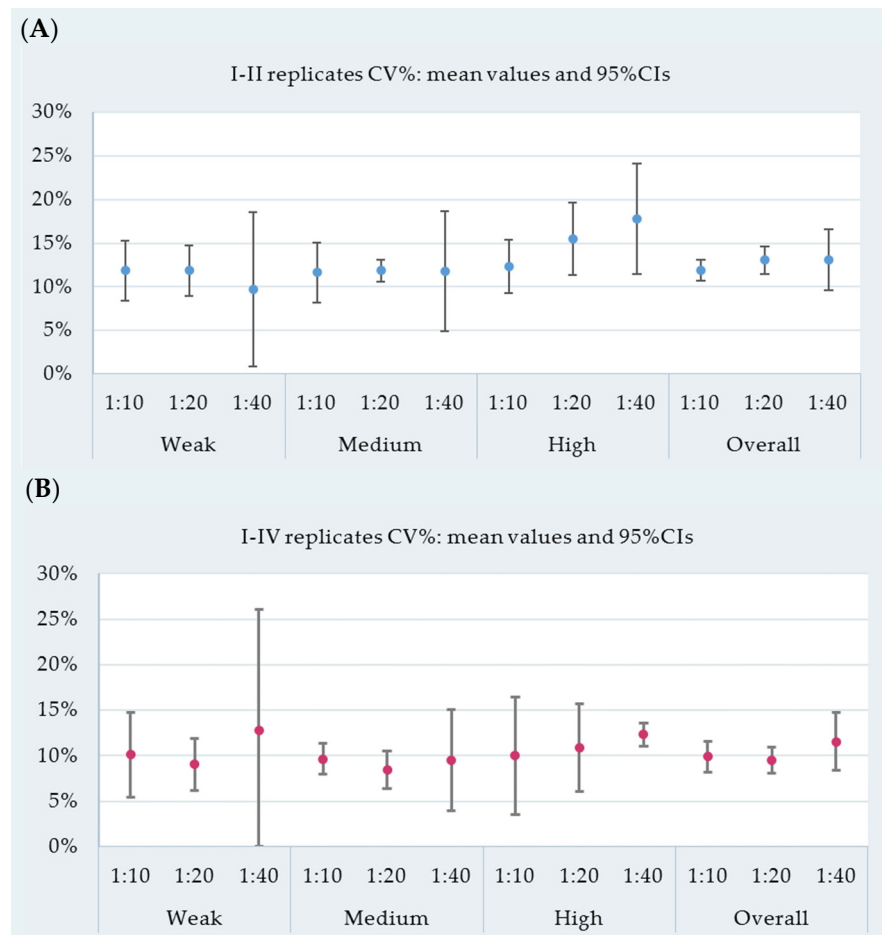 (A)
I-II replicates CV%: mean values and 95%CIs
30%
25%
20%
15%
10%
5%
0%
1:10 1:20 1:40 1:10 1:20 1:40 1:10 1:20 1:40 1:10 1:20 1:40
Weak Medium High Overall
(B)
I-IV replicates CV%: mean values and 95%CIs
30%
25%
20%
15%
10%
5%
0%
1:10 1:20 1:40 1:10 1:20 1:40 1:10 1:20 1:40 1:10 1:20 1:40
Weak Medium High Overall